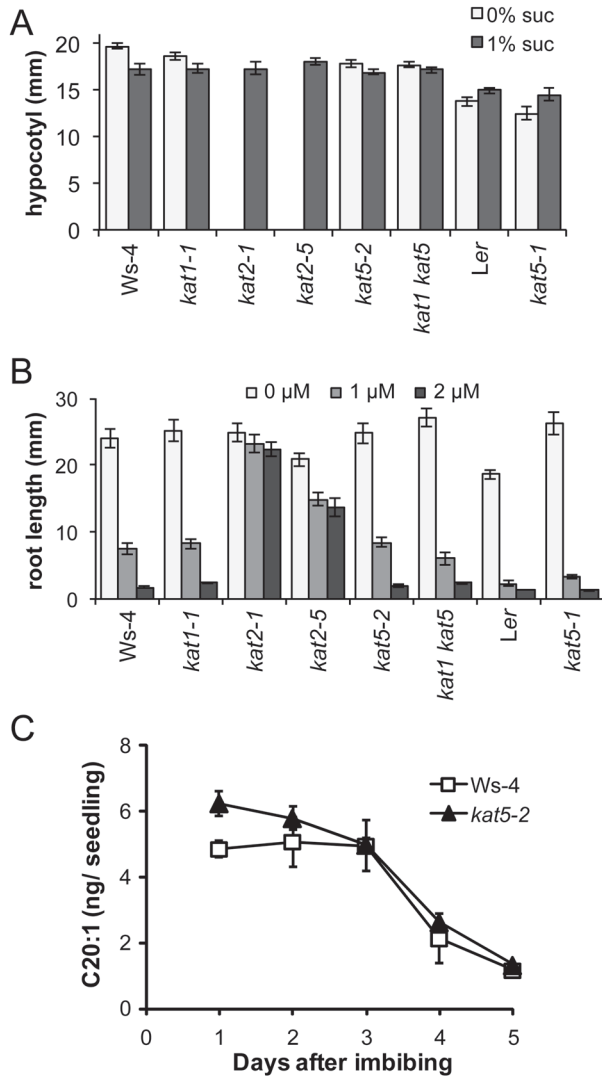 A
0% suc
1% suc
hypocotyl (mm)
20
15
10
5
0
Ws-4
kat1-1
kat2-1
kat2-5
kat5-2
kat1 kat5
Ler
kat5-1
B
0 µM 1 µM 2 µM
root length (mm)
30
20
10
0
Ws-4
kat1-1
kat2-1
kat2-5
kat5-2
kat1 kat5
Ler
kat5-1
C
Ws-4
kat5-2
C20:1 (ng/ seedling)
8
6
4
2
0
0 1 2 3 4 5
Days after imbibing